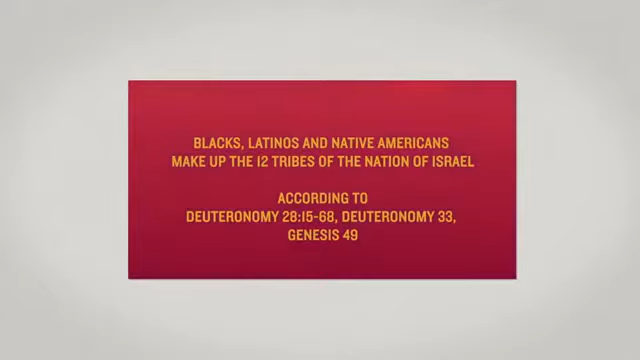 BLACKS, LATINOS AND NATIVE AMERICANS
MAKE UP THE 12 TRIBES OF THE NATION OF ISRAEL
ACCORDING TO
DEUTERONOMY 28:15-68, DEUTERONOMY 33,
GENESIS 49